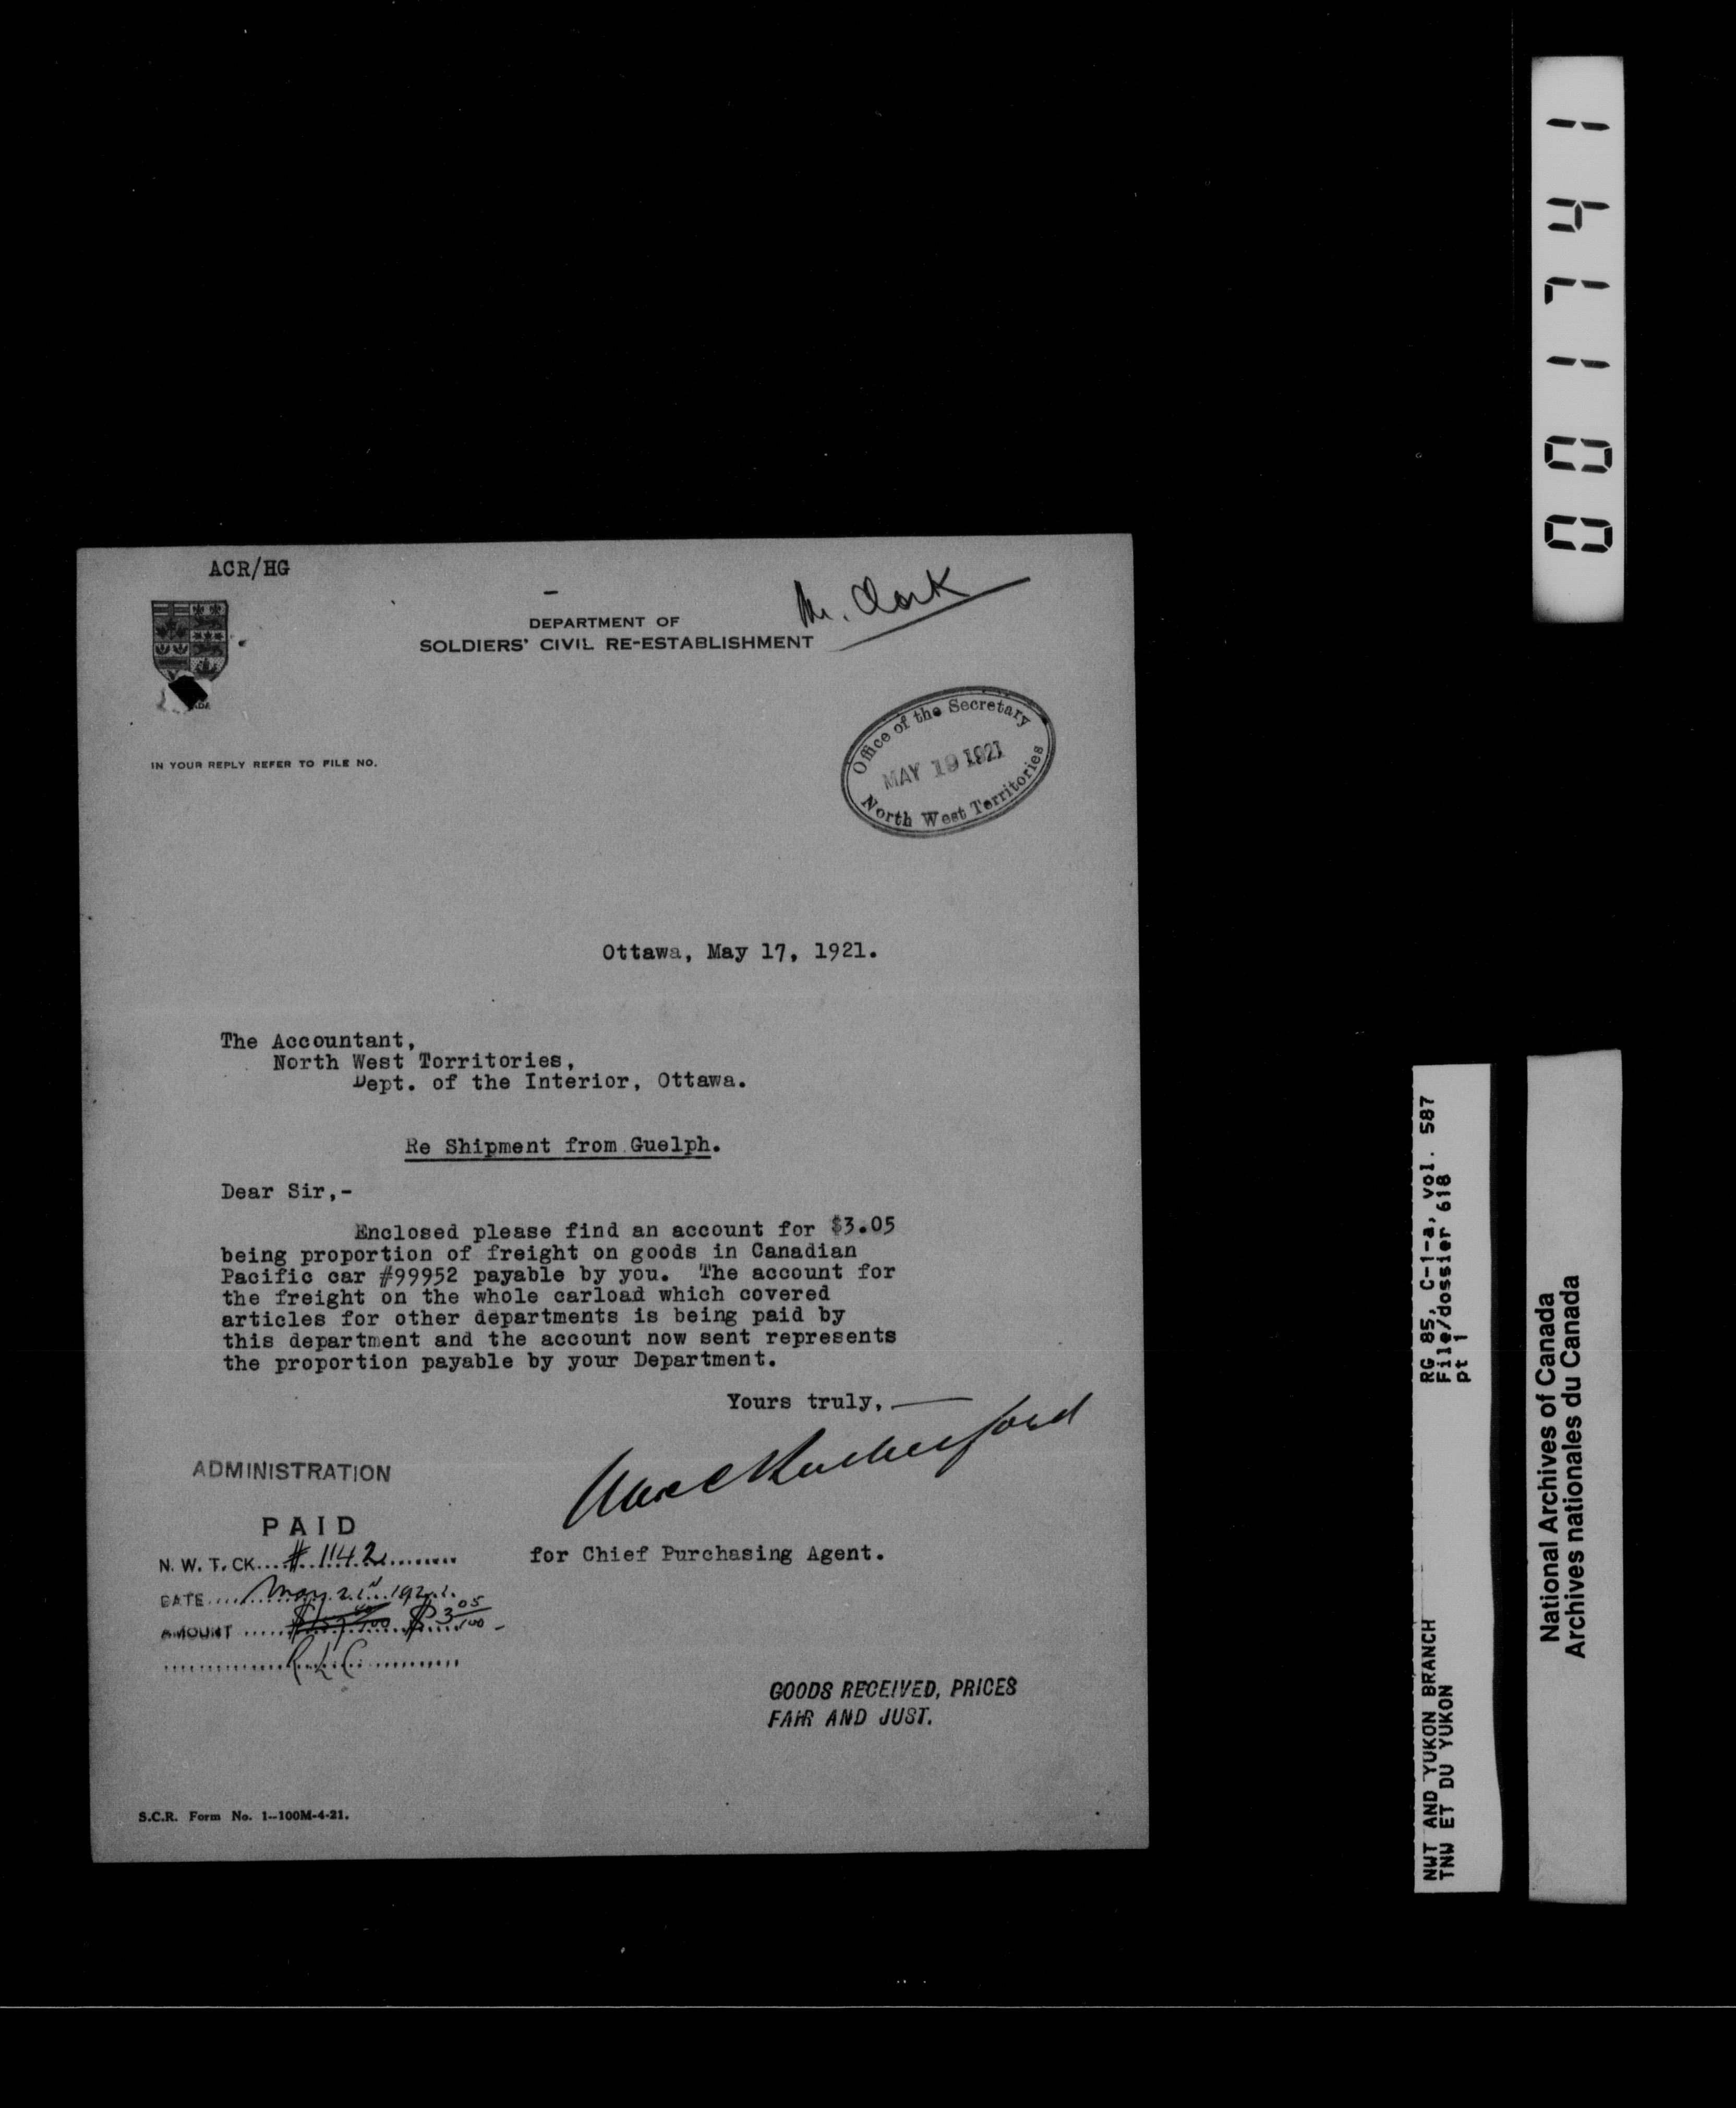 ACR/HG
Mr. Clark
DEPARTMENT OF
SOLDIERS' CIVIL RE-ESTABLISHMENT
IN YOUR REPLY REFER TO FILE NO.
Office of the Secretary
MAY 19 1921
North West Territories
Ottawa, May 17, 1921.
The Accountant,
North West Torritories,
Dept. of the Interior, Ottawa.
Re Shipment from Guelph.
Dear Sir,-
Enclosed please find an account for $3.05
being proportion of freight on goods in Canadian
Pacific car #99952 payable by you. The account for
the freight on the whole carload which covered
articles for other departments is being paid by
this department and the account now sent represents
the proportion payable by your Department.
Yours truly,
Rutherford
for Chief Purchasing Agent.
ADMINISTRATION
PAID
N. W. T. CK....# 1142
DATE.....May 21st 1921.
AMOUNT ..... $3 05/100
GOODS RECEIVED, PRICES
FAIR AND JUST.
S.C.R. Form No. 1--100M-4-21.
001741
RG 85, C-1-a, vol. 587
File/dossier 618
pt 1
NWT AND YUKON BRANCH
TNW ET DU YUKON
National Archives of Canada
Archives nationales du Canada